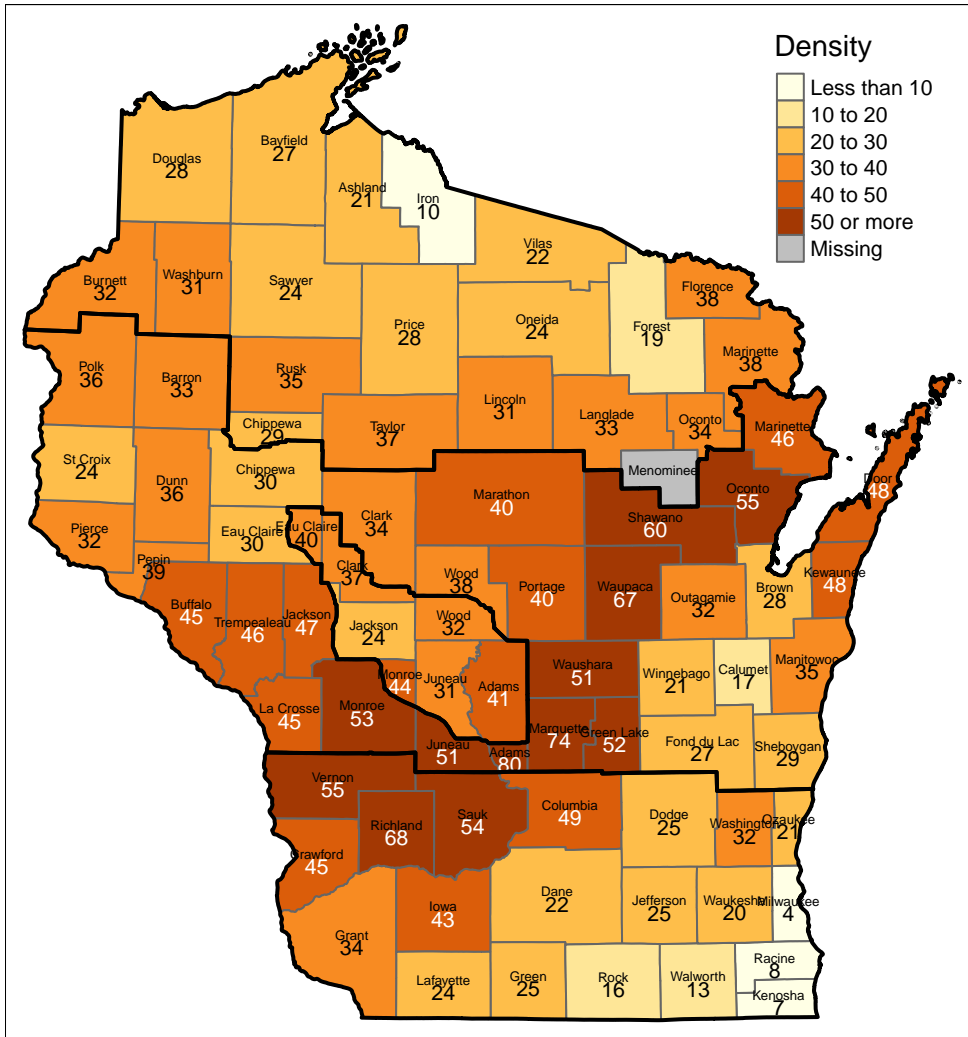 Density
Less than 10
10 to 20
20 to 30
30 to 40
40 to 50
50 or more
Missing
Douglas
28
Bayfield
27
Ashland
21
Iron
10
Vilas
22
Burnett
32
Washburn
31
Sawyer
24
Price
28
Oneida
24
Forest
19
Florence
38
Marinette
38
Polk
36
Barron
33
Rusk
35
Lincoln
31
Langlade
33
Oconto
34
Marinette
46
Chippewa
29
Taylor
37
St Croix
24
Dunn
36
Chippewa
30
Marathon
40
Menominee
Oconto
55
Door
48
Pierce
32
Eau Claire
30
Eau Claire
40
Clark
34
Shawano
60
Pepin
39
Clark
37
Wood
38
Portage
40
Waupaca
67
Outagamie
32
Brown
28
Kewaunee
48
Buffalo
45
Trempealeau
46
Jackson
47
Jackson
24
Wood
32
Waushara
51
Winnebago
21
Calumet
17
Manitowoc
35
La Crosse
45
Monroe
53
Monroe
44
Juneau
31
Adams
41
Marquette
74
Green Lake
52
Fond du Lac
27
Sheboygan
29
Juneau
51
Adams
80
Vernon
55
Richland
68
Sauk
54
Columbia
49
Dodge
25
Washington
32
Ozaukee
21
Crawford
45
Iowa
43
Dane
22
Jefferson
25
Waukesha
20
Milwaukee
4
Grant
34
Lafayette
24
Green
25
Rock
16
Walworth
13
Racine
8
Kenosha
7